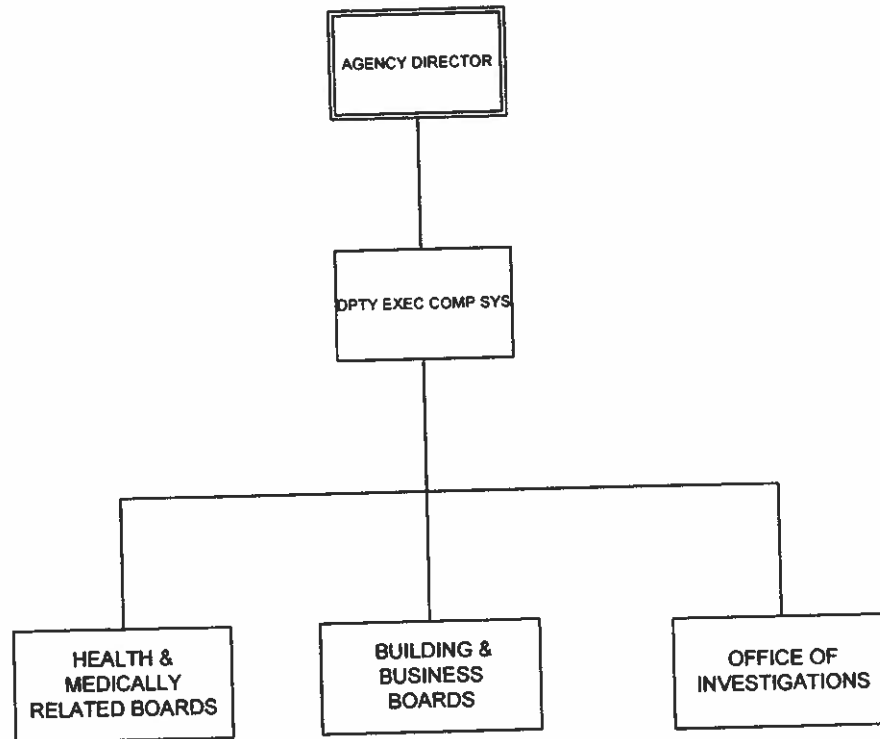 AGENCY DIRECTOR
DPTY EXEC COMP SYS
HEALTH &
MEDICALLY
RELATED BOARDS
BUILDING &
BUSINESS
BOARDS
OFFICE OF
INVESTIGATIONS